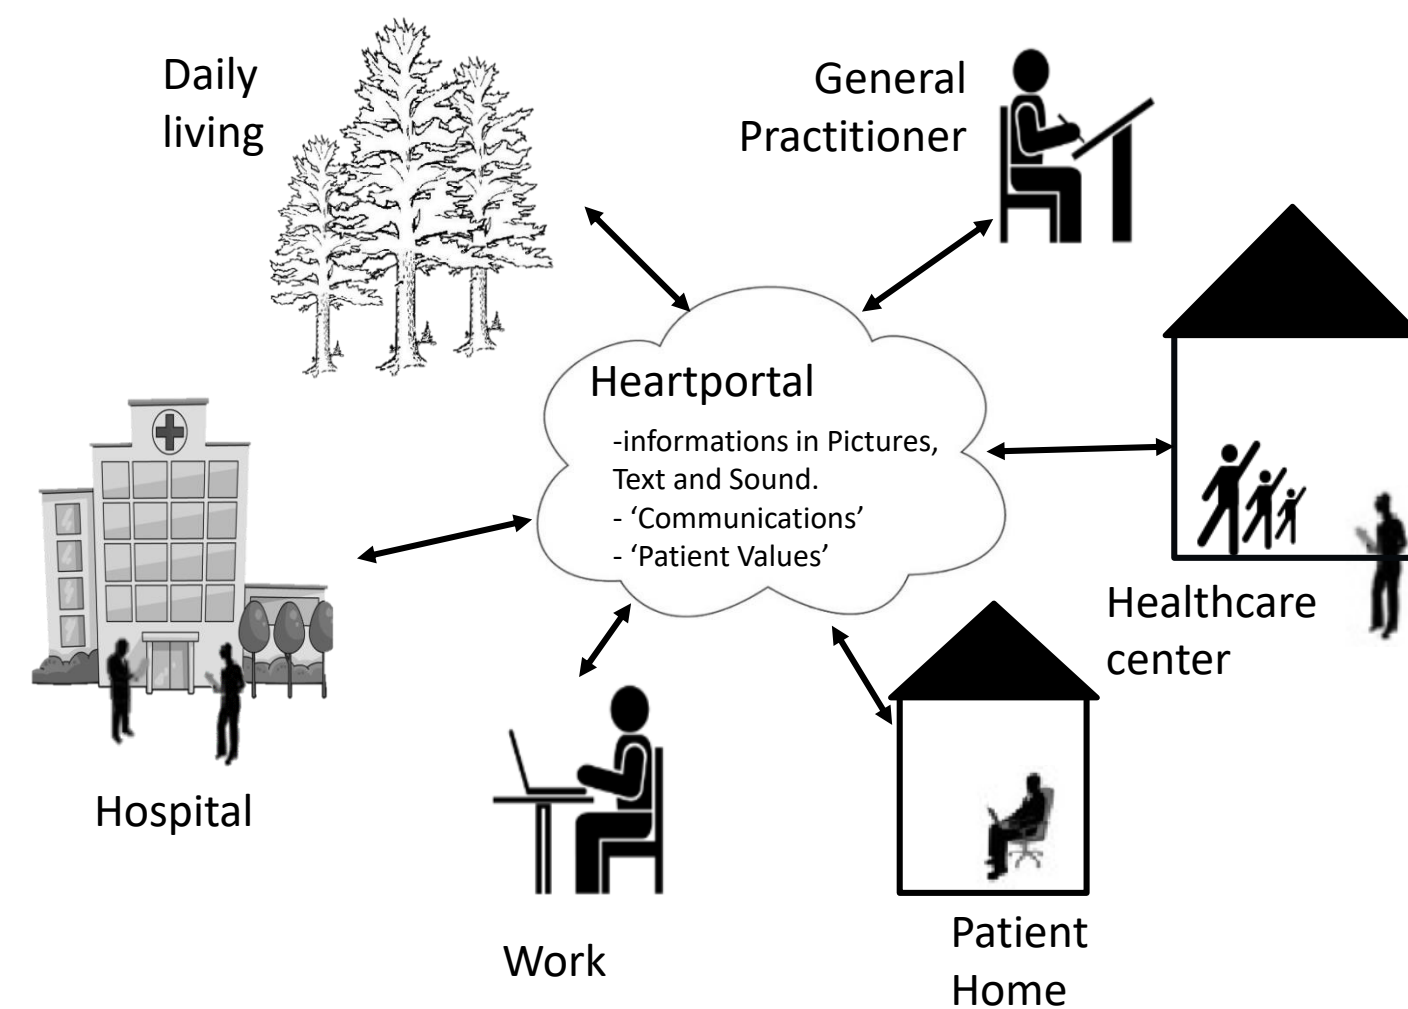 Daily
living
General
Practitioner
Heartportal
-informations in Pictures,
Text and Sound.
- ‘Communications’
- ‘Patient Values’
Healthcare
center
Hospital
Work
Patient
Home